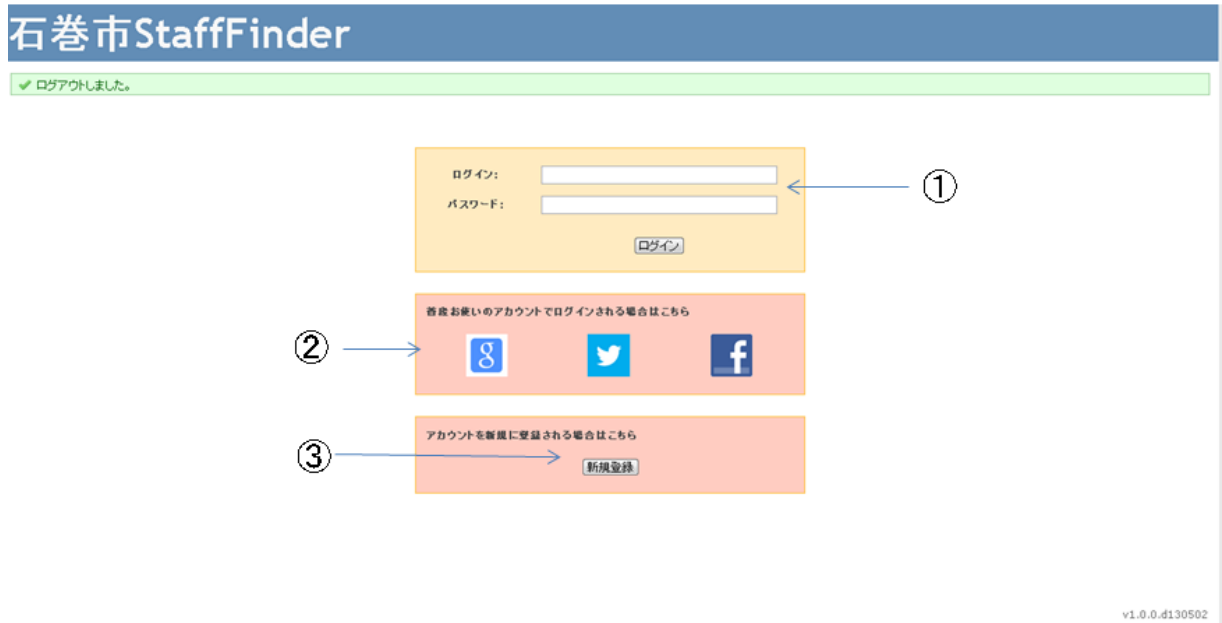 石巻市StaffFinder
ログアウトしました。
ログイン:
①
パスワード:
ログイン
普段お使いのアカウントでログインされる場合はこちら
②
アカウントを新規に登録される場合はこちら
③
新規登録
v1.0.0.d130502